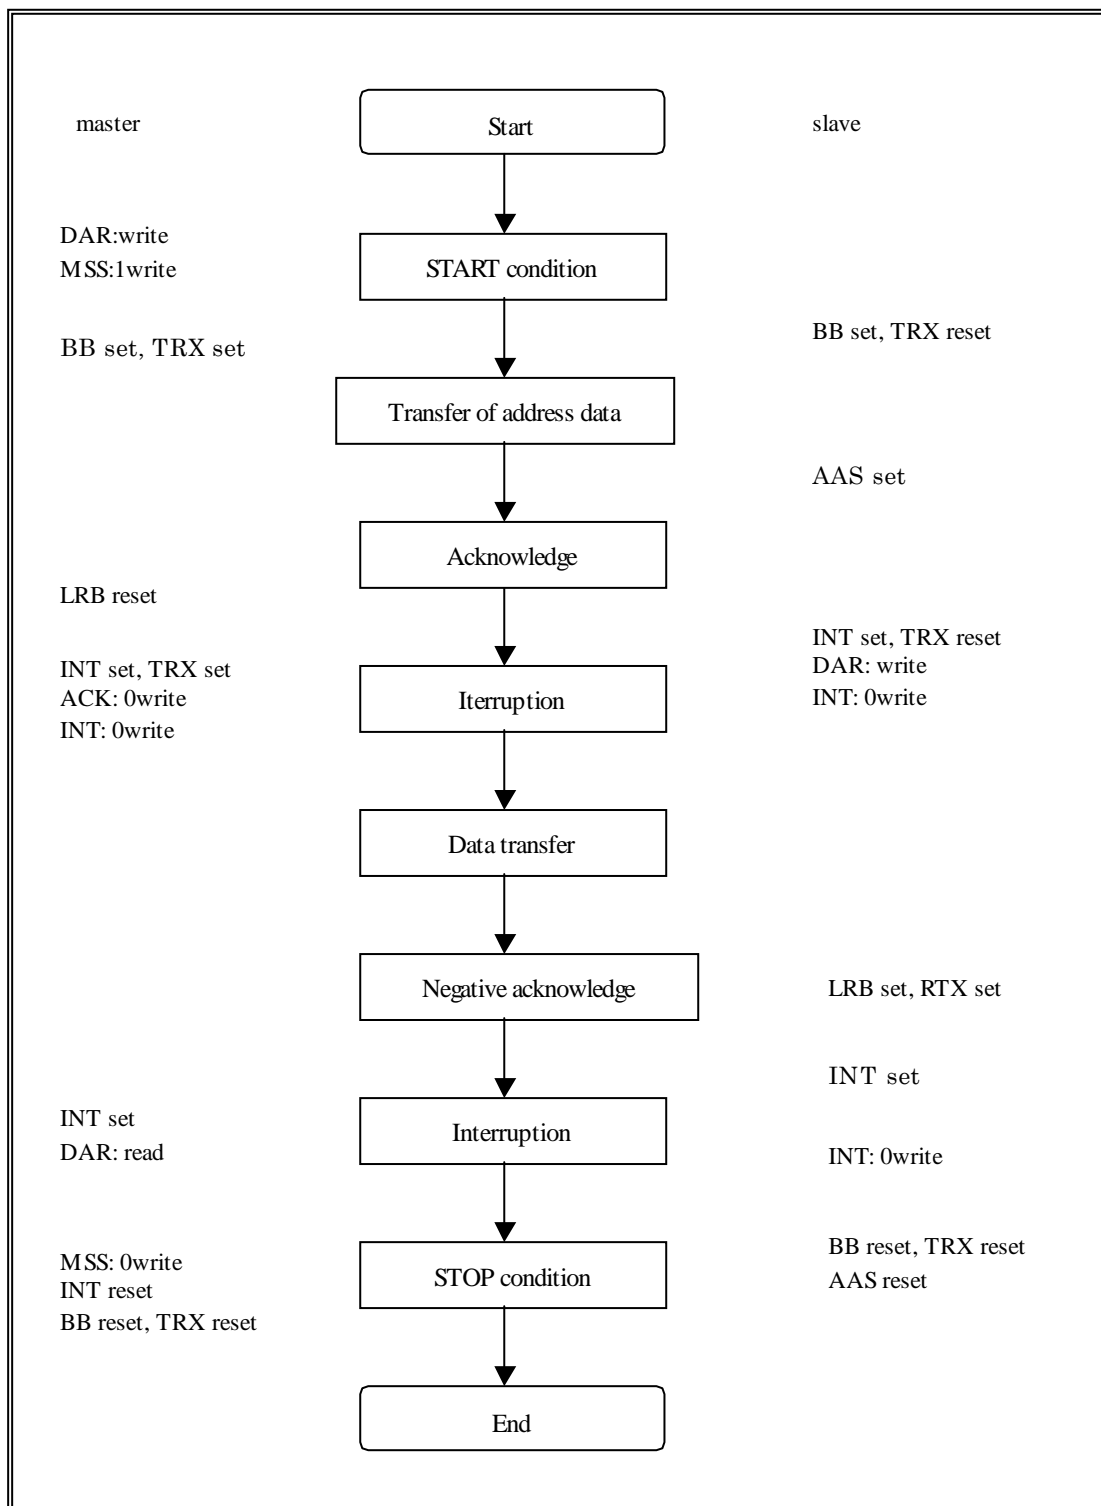 master
Start
slave
DAR:write
MSS:1write
START condition
BB set, TRX set
BB set, TRX reset
Transfer of address data
AAS set
Acknowledge
LRB reset
INT set, TRX set
ACK: 0write
INT: 0write
Iterruption
INT set, TRX reset
DAR: write
INT: 0write
Data transfer
Negative acknowledge
LRB set, RTX set
INT set
INT set
DAR: read
Interruption
INT: 0write
MSS: 0write
INT reset
BB reset, TRX reset
STOP condition
BB reset, TRX reset
AAS reset
End